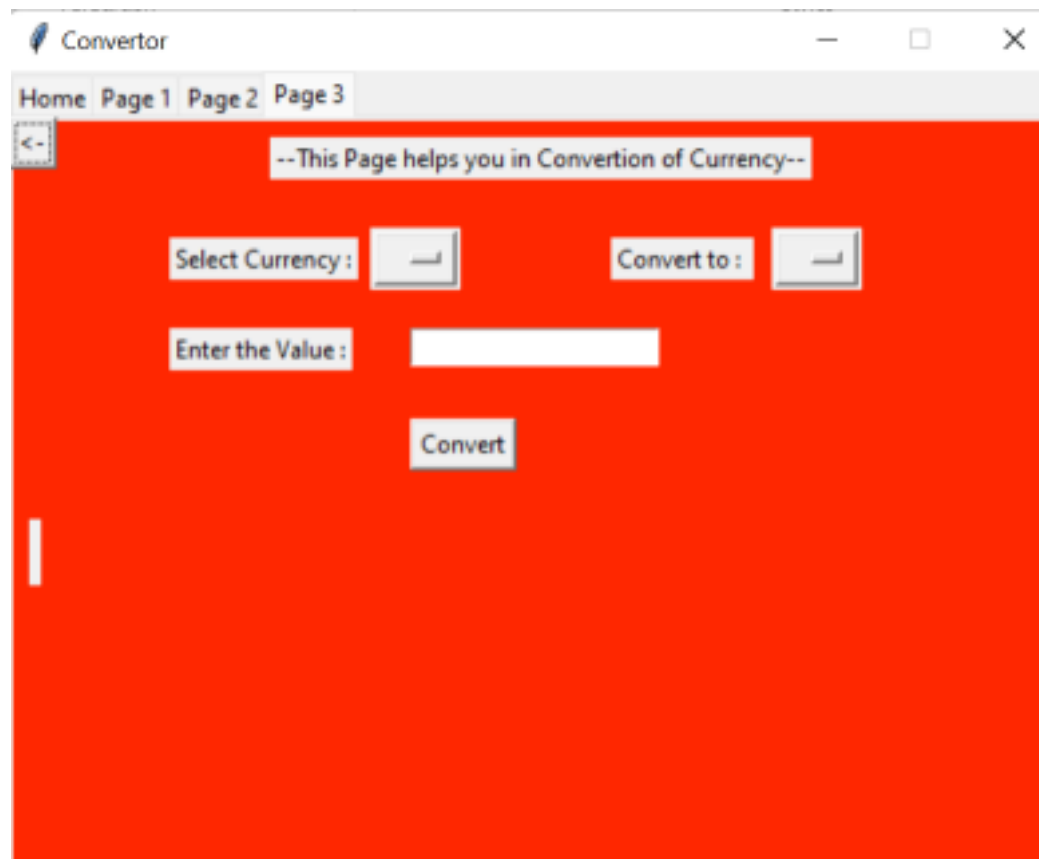 Convertor
Home Page 1 Page 2 Page 3
<-
--This Page helps you in Convertion of Currency--
Select Currency : Convert to :
Enter the Value :
Convert